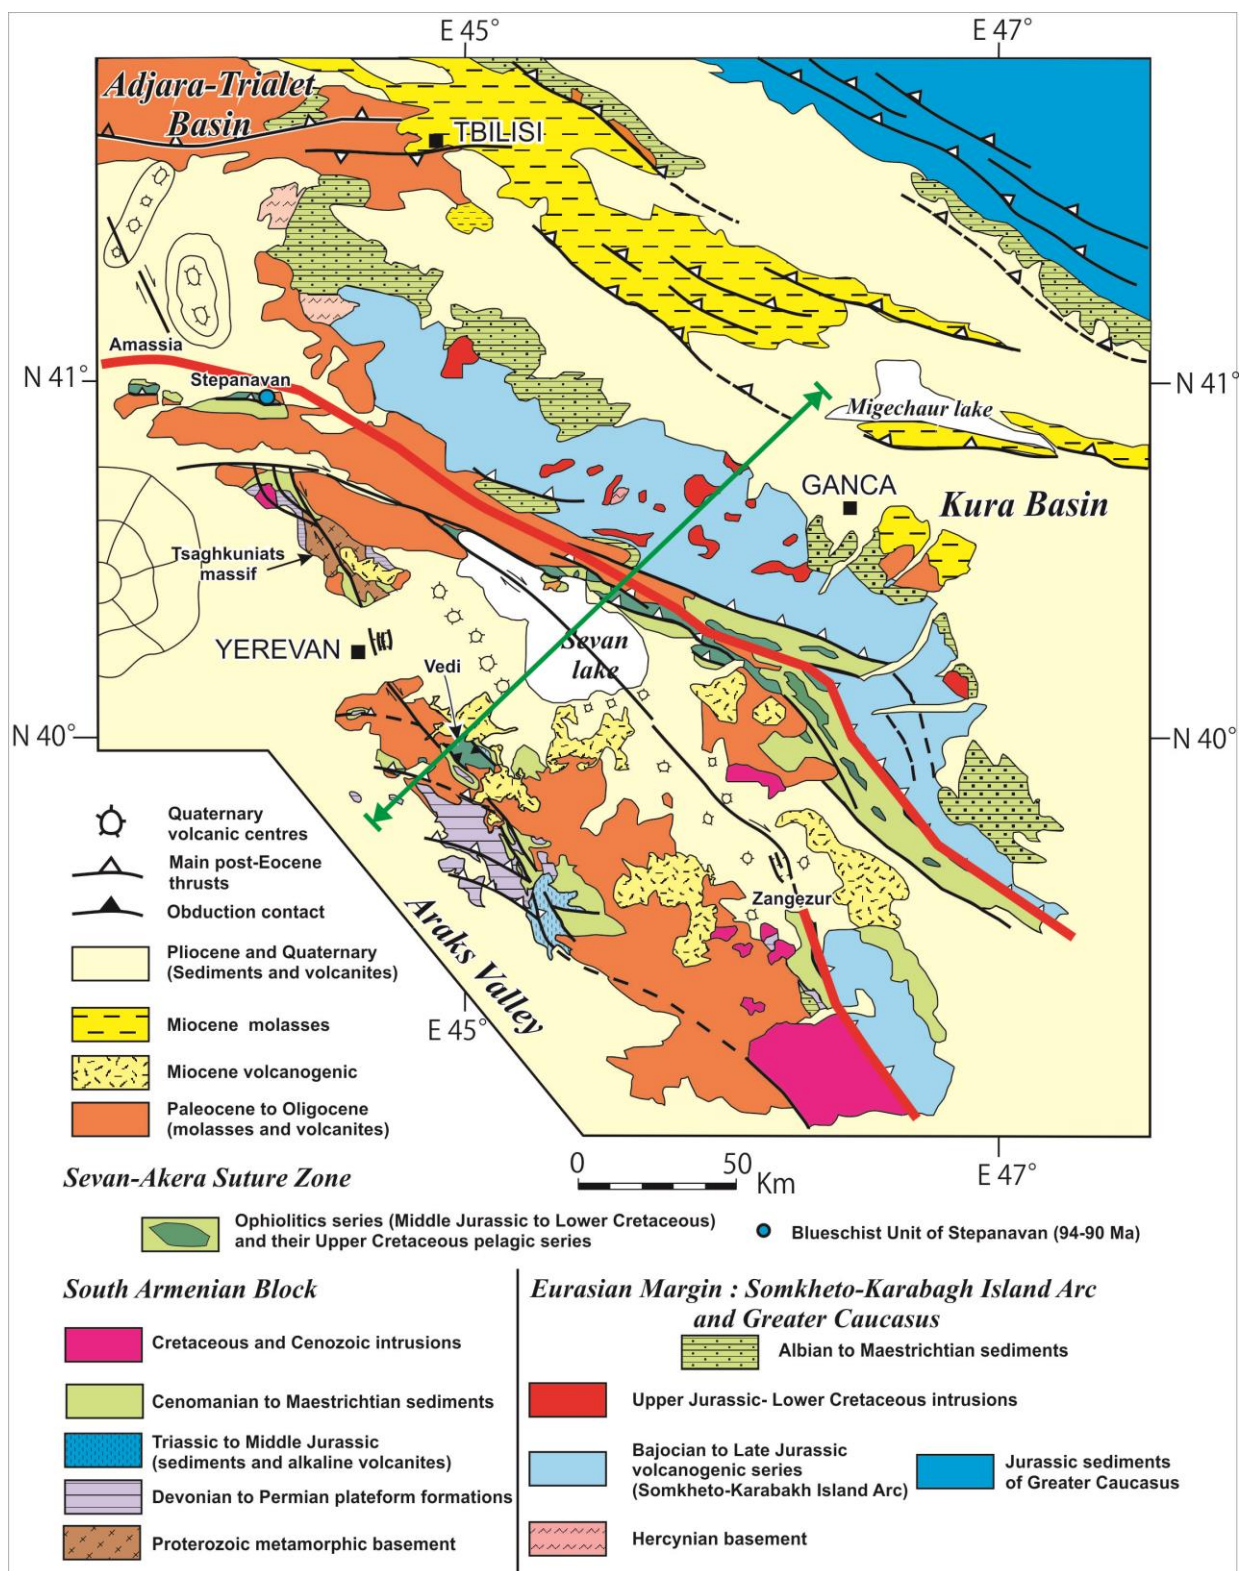 E 45°
E 47°
Adjara-Trialet
Basin
TBILISI
Amassia
Stepanavan
N 41°
N 41°
Migechaur lake
GANCA
Kura Basin
Tsaghkuniats
massif
YEREVAN
Sevan
lake
Vedi
N 40°
N 40°
Zangezur
Araks Valley
E 45°
E 47°
Quaternary
volcanic centres
Main post-Eocene
thrusts
Obduction contact
Pliocene and Quaternary
(Sediments and volcanites)
Miocene molasses
Miocene volcanogenic
Paleocene to Oligocene
(molasses and volcanites)
0 50
Km
Sevan-Akera Suture Zone
Ophiolitics series (Middle Jurassic to Lower Cretaceous)
and their Upper Cretaceous pelagic series
Blueschist Unit of Stepanavan (94-90 Ma)
South Armenian Block
Cretaceous and Cenozoic intrusions
Cenomanian to Maestrichtian sediments
Triassic to Middle Jurassic
(sediments and alkaline volcanites)
Devonian to Permian plateform formations
Proterozoic metamorphic basement
Eurasian Margin : Somkheto-Karabagh Island Arc
and Greater Caucasus
Albian to Maestrichtian sediments
Upper Jurassic- Lower Cretaceous intrusions
Bajocian to Late Jurassic
volcanogenic series
(Somkheto-Karabakh Island Arc)
Jurassic sediments
of Greater Caucasus
Hercynian basement